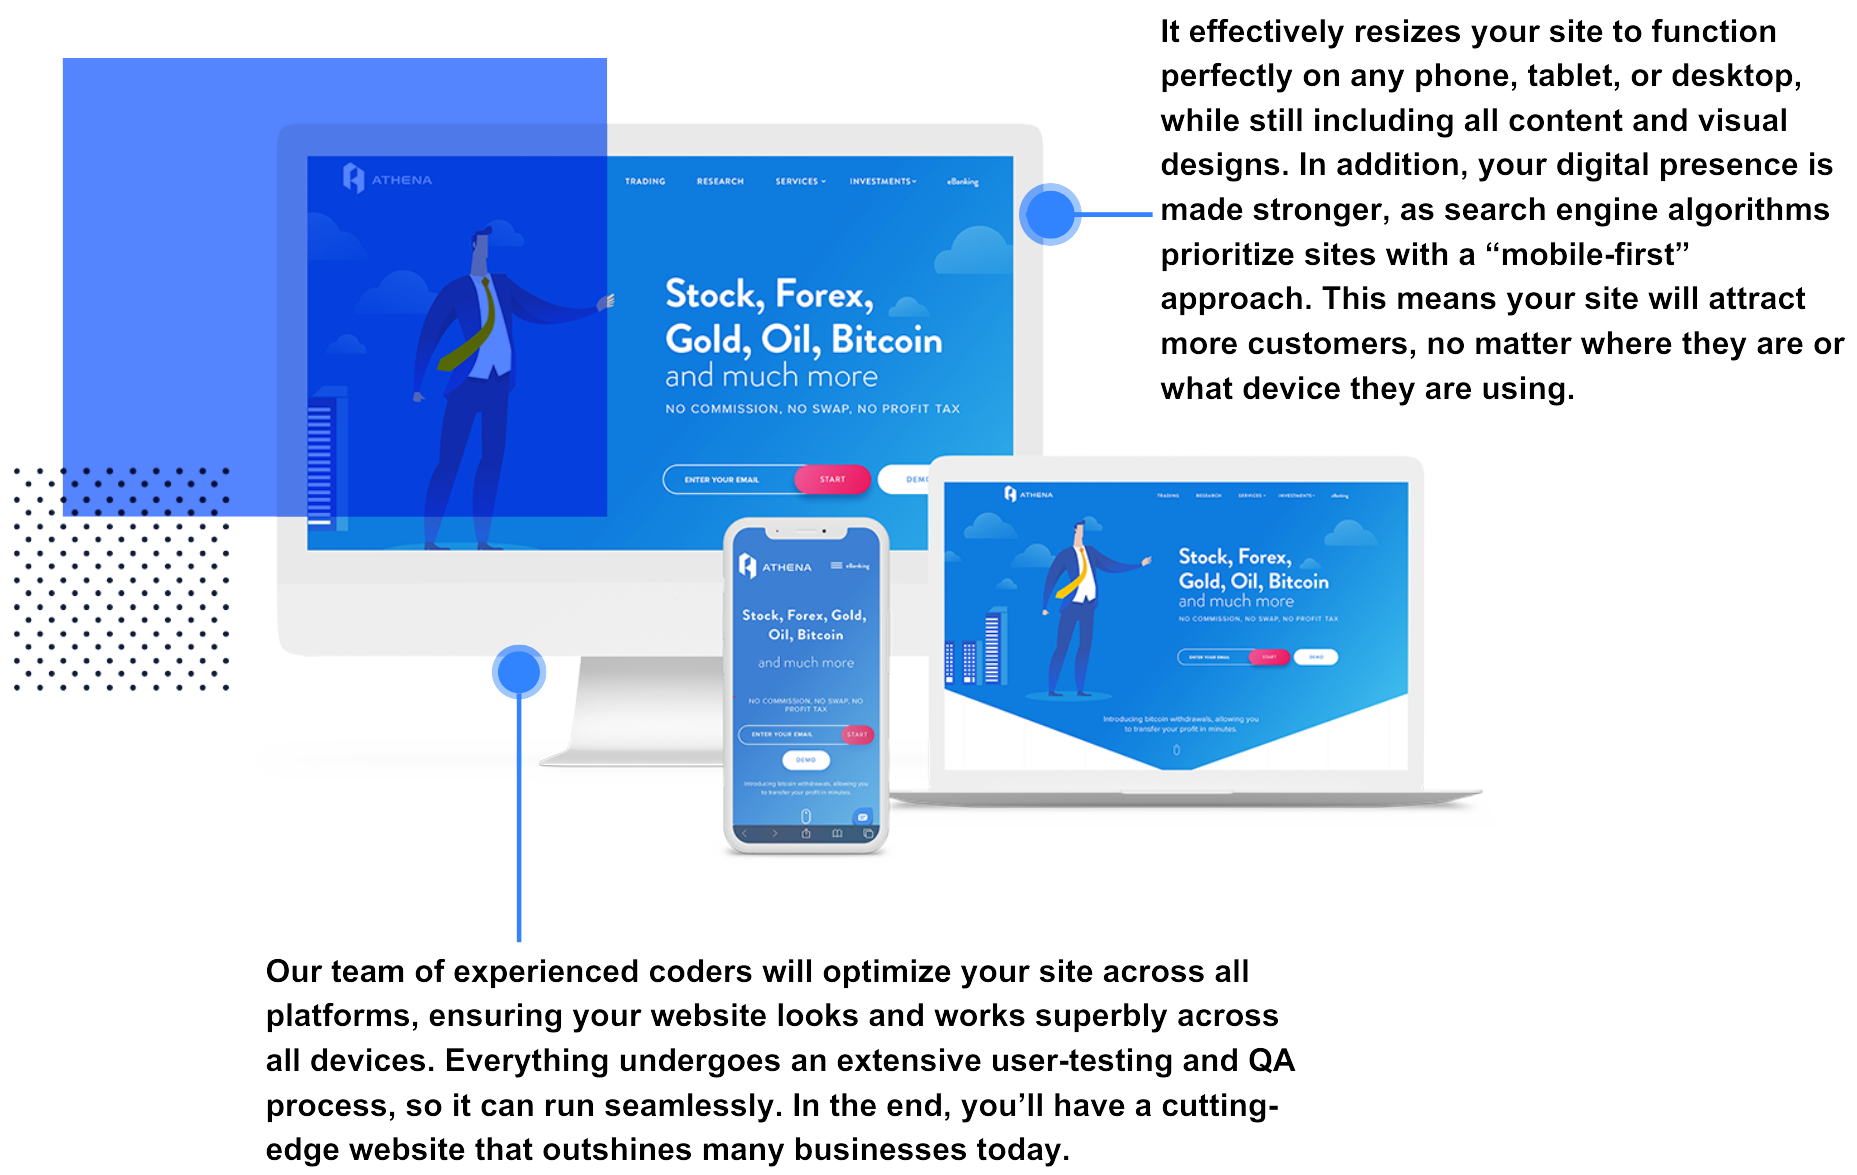 It effectively resizes your site to function
perfectly on any phone, tablet, or desktop,
while still including all content and visual
designs. In addition, your digital presence is
made stronger, as search engine algorithms
prioritize sites with a “mobile-first”
approach. This means your site will attract
more customers, no matter where they are or
what device they are using.
ATHENA
TRADING RESEARCH SERVICES INVESTMENTS eBanking
Stock, Forex,
Gold, Oil, Bitcoin
and much more
NO COMMISSION, NO SWAP, NO PROFIT TAX
ENTER YOUR EMAIL START DEMO
ATHENA eBanking
Stock, Forex, Gold,
Oil, Bitcoin
and much more
NO COMMISSION, NO SWAP, NO
PROFIT TAX
ENTER YOUR EMAIL START
DEMO
Introducing bitcoin withdrawals, allowing you
to transfer your profit in minutes.
ATHENA
TRADING RESEARCH SERVICES INVESTMENTS eBanking
Stock, Forex,
Gold, Oil, Bitcoin
and much more
NO COMMISSION, NO SWAP, NO PROFIT TAX
ENTER YOUR EMAIL START DEMO
Introducing bitcoin withdrawals, allowing you
to transfer your profit in minutes.
Our team of experienced coders will optimize your site across all
platforms, ensuring your website looks and works superbly across
all devices. Everything undergoes an extensive user-testing and QA
process, so it can run seamlessly. In the end, you’ll have a cutting-
edge website that outshines many businesses today.